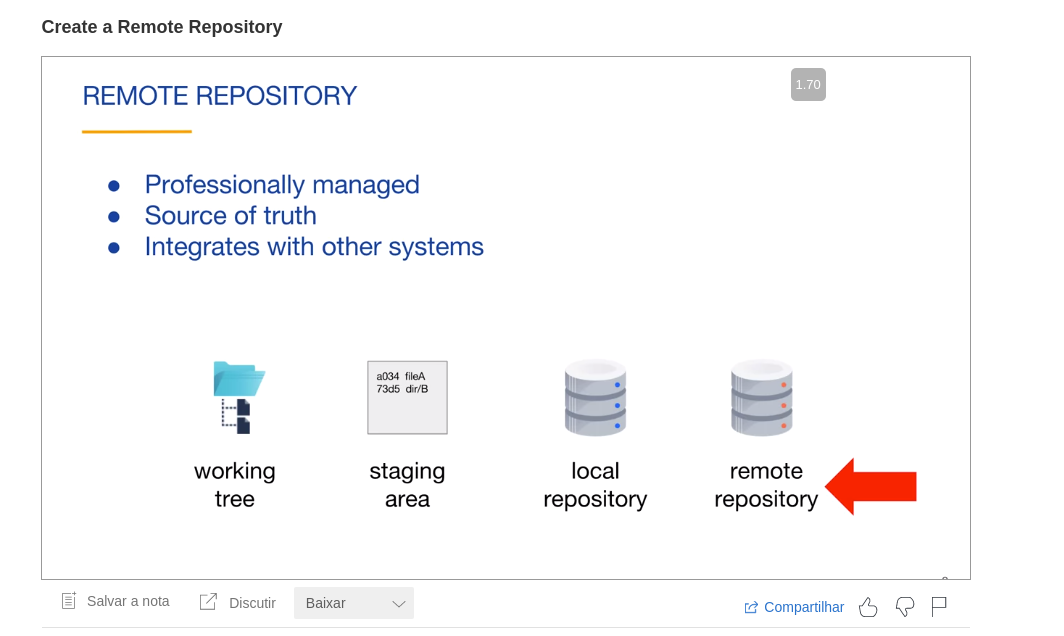 Create a Remote Repository
REMOTE REPOSITORY
1.70
● Professionally managed
● Source of truth
● Integrates with other systems
a034 fileA
73d5 dir/B
working
tree
staging
area
local
repository
remote
repository
Salvar a nota
Discutir
Baixar
Compartilhar